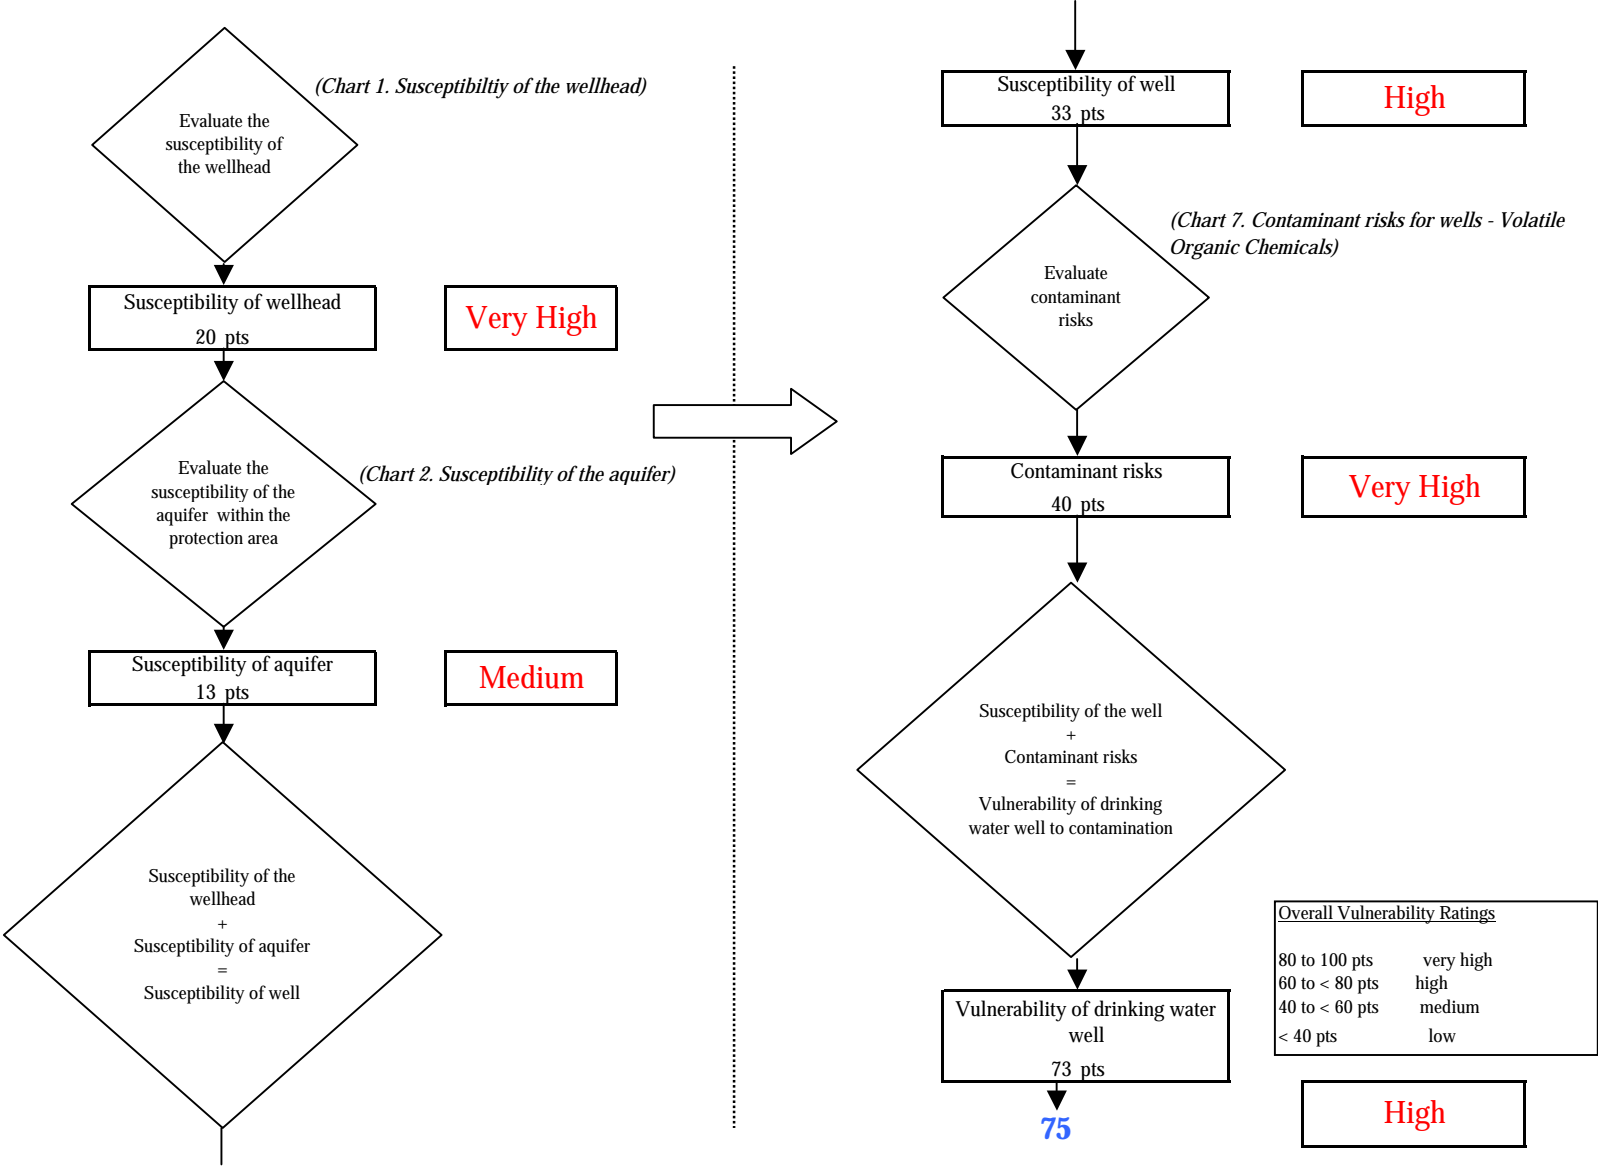 (Chart 1. Susceptibiltiy of the wellhead)
Evaluate the
susceptibility of
the wellhead
Susceptibility of wellhead
20 pts
Very High
(Chart 2. Susceptibility of the aquifer)
Evaluate the
susceptibility of the
aquifer within the
protection area
Susceptibility of aquifer
13 pts
Medium
Susceptibility of the
wellhead
+
Susceptibility of aquifer
=
Susceptibility of well
Susceptibility of well
33 pts
High
(Chart 7. Contaminant risks for wells - Volatile
Organic Chemicals)
Evaluate
contaminant
risks
Contaminant risks
40 pts
Very High
Susceptibility of the well
+
Contaminant risks
=
Vulnerability of drinking
water well to contamination
Overall Vulnerability Ratings
80 to 100 pts very high
60 to < 80 pts high
40 to < 60 pts medium
< 40 pts low
Vulnerability of drinking water
well
73 pts
75
High